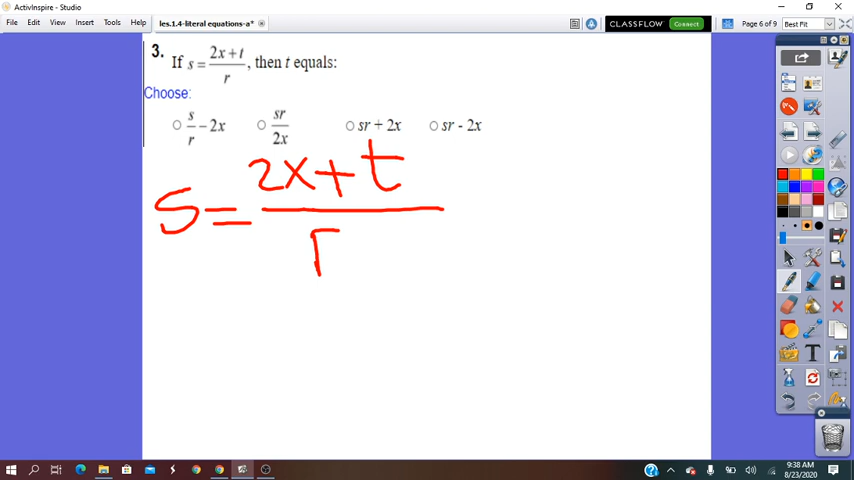 ActivInspire - Studio
File Edit View Insert Tools Help
les.1.4-literal equations-a*
CLASSFLOW Connect
Page 6 of 9
Best Fit
3. If s = (2x + t)/r, then t equals:
Choose:
s/r – 2x
sr/2x
sr + 2x
sr - 2x
S = (2x + t)/r
9:38 AM
8/23/2020